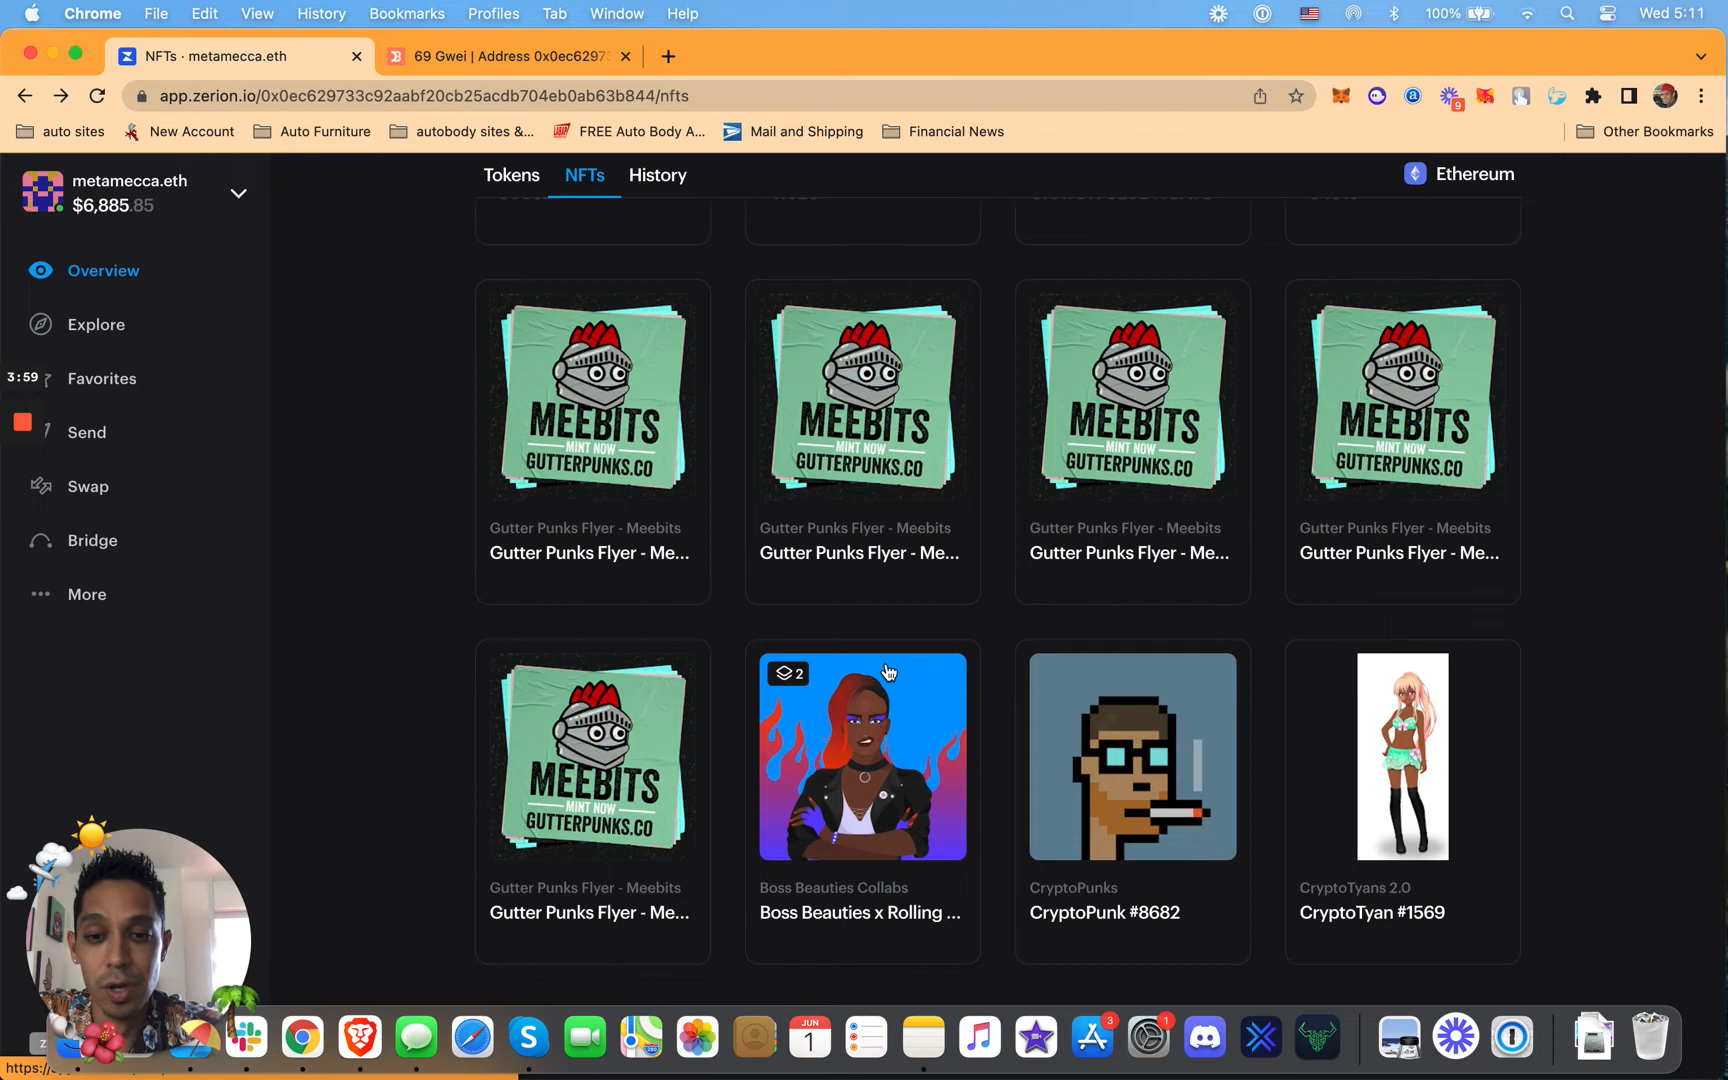 Chrome File Edit View History Bookmarks Profiles Tab Window Help 100% Wed 5:11
NFTs · metamecca.eth
69 Gwei | Address 0x0ec6297
app.zerion.io/0x0ec629733c92aabf20cb25acdb704eb0ab63b844/nfts
9
auto sites New Account Auto Furniture autobody sites &... FREE Auto Body A... Mail and Shipping Financial News Other Bookmarks
metamecca.eth
$6,885.85
Tokens NFTs History Ethereum
Overview
Explore
3:59 Favorites
Send
Swap
Bridge
More
MEEBITS
MINT NOW
GUTTERPUNKS.CO
Gutter Punks Flyer - Meebits
Gutter Punks Flyer - Me...
MEEBITS
MINT NOW
GUTTERPUNKS.CO
Gutter Punks Flyer - Meebits
Gutter Punks Flyer - Me...
MEEBITS
MINT NOW
GUTTERPUNKS.CO
Gutter Punks Flyer - Meebits
Gutter Punks Flyer - Me...
MEEBITS
MINT NOW
GUTTERPUNKS.CO
Gutter Punks Flyer - Meebits
Gutter Punks Flyer - Me...
MEEBITS
MINT NOW
GUTTERPUNKS.CO
Gutter Punks Flyer - Meebits
Gutter Punks Flyer - Me...
2
Boss Beauties Collabs
Boss Beauties x Rolling ...
CryptoPunks
CryptoPunk #8682
CryptoTyans 2.0
CryptoTyan #1569
JUN
1
3
1